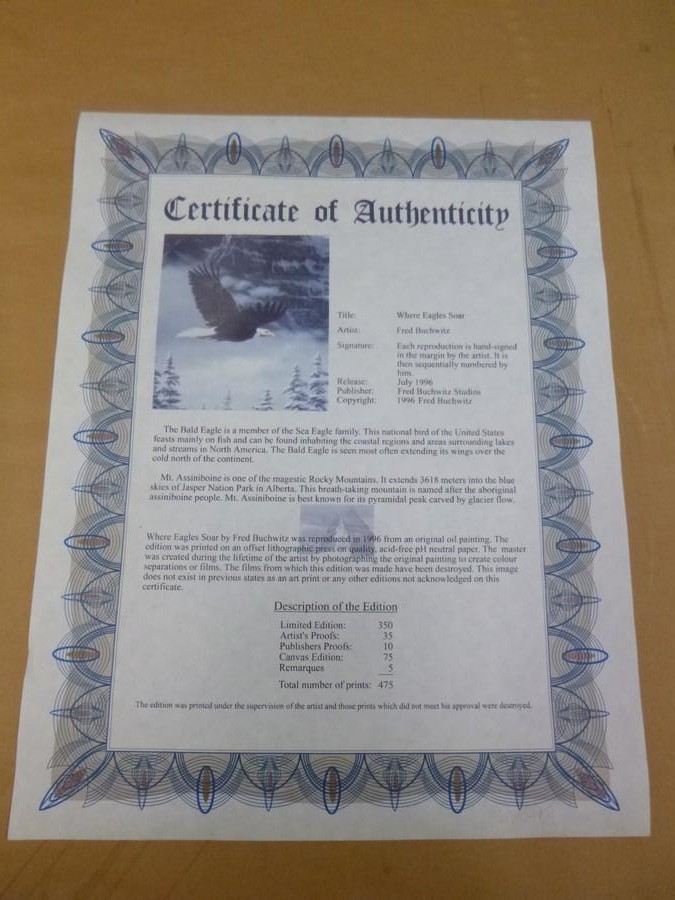 Certificate of Authenticity
Title: Where Eagles Soar
Artist: Fred Buchwitz
Signature: Each reproduction is hand-signed
in the margin by the artist. It is
then sequentially numbered by
him.
Release: July 1996
Publisher: Fred Buchwitz Studios
Copyright: 1996 Fred Buchwitz
The Bald Eagle is a member of the Sea Eagle family. This national bird of the United States
feasts mainly on fish and can be found inhabiting the coastal regions and areas surrounding lakes
and streams in North America. The Bald Eagle is seen most often extending its wings over the
cold north of the continent.
Mt. Assiniboine is one of the magestic Rocky Mountains. It extends 3618 meters into the blue
skies of Jasper Nation Park in Alberta. This breath-taking mountain is named after the aboriginal
assiniboine people. Mt. Assiniboine is best known for its pyramidal peak carved by glacier flow.
Where Eagles Soar by Fred Buchwitz was reproduced in 1996 from an original oil painting. The
edition was printed on an offset lithographic press on quality, acid-free pH neutral paper. The master
was created during the lifetime of the artist by photographing the original painting to create colour
separations or films. The films from which this edition was made have been destroyed. This image
does not exist in previous states as an art print or any other editions not acknowledged on this
certificate.
Description of the Edition
Limited Edition: 350
Artist's Proofs: 35
Publishers Proofs: 10
Canvas Edition: 75
Remarques 5
Total number of prints: 475
The edition was printed under the supervision of the artist and those prints which did not meet his approval were destroyed.